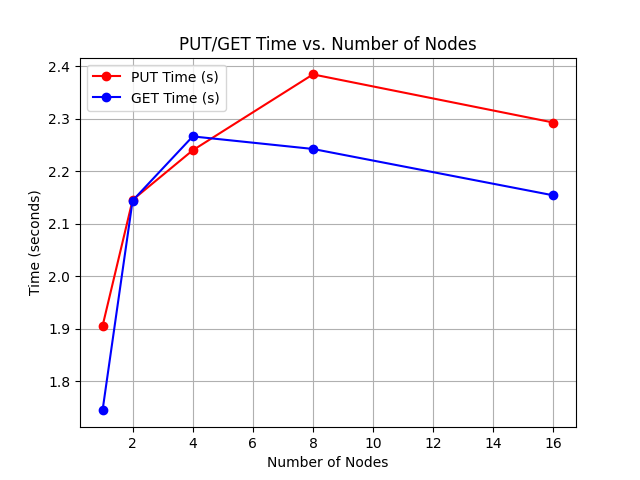 PUT/GET Time vs. Number of Nodes
PUT Time (s)
GET Time (s)
2.4
2.3
2.2
2.1
2.0
1.9
1.8
Time (seconds)
2 4 6 8 10 12 14 16
Number of Nodes